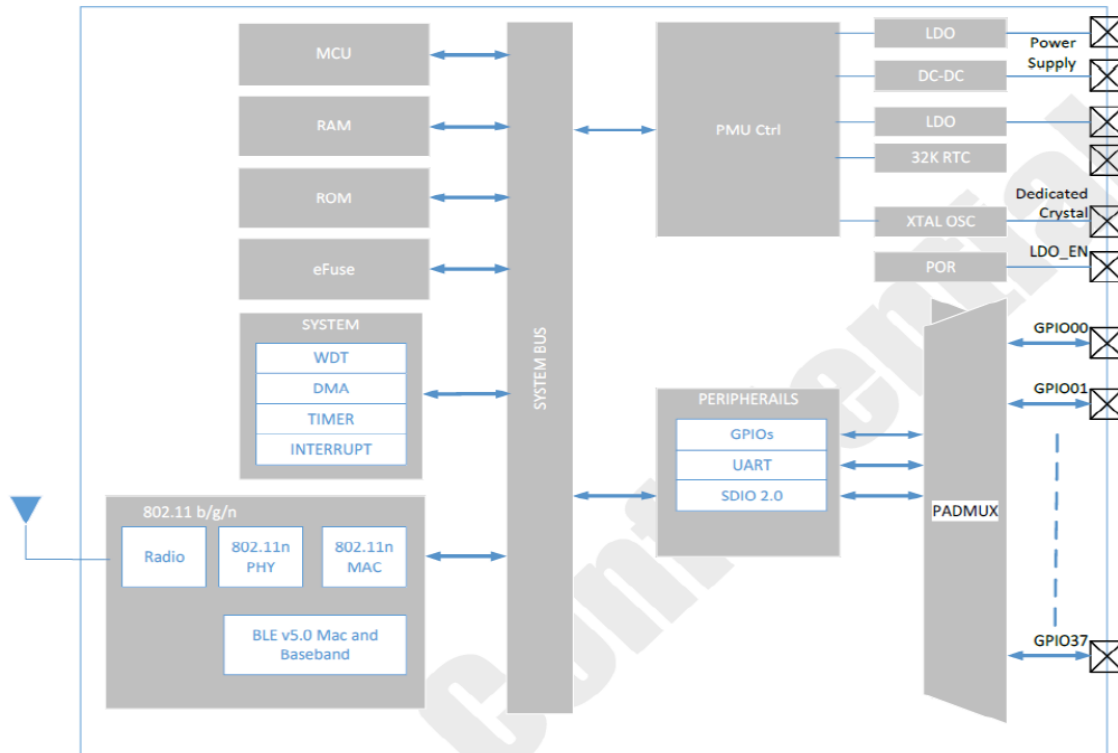 MCU
RAM
ROM
eFuse
SYSTEM
WDT
DMA
TIMER
INTERRUPT
802.11 b/g/n
Radio
802.11n
PHY
802.11n
MAC
BLE v5.0 Mac and
Baseband
SYSTEM BUS
PMU Ctrl
LDO
DC-DC
LDO
32K RTC
XTAL OSC
POR
Power
Supply
Dedicated
Crystal
LDO_EN
PERIPHERAILS
GPIOs
UART
SDIO 2.0
PADMUX
GPIO00
GPIO01
GPIO37
Confidential